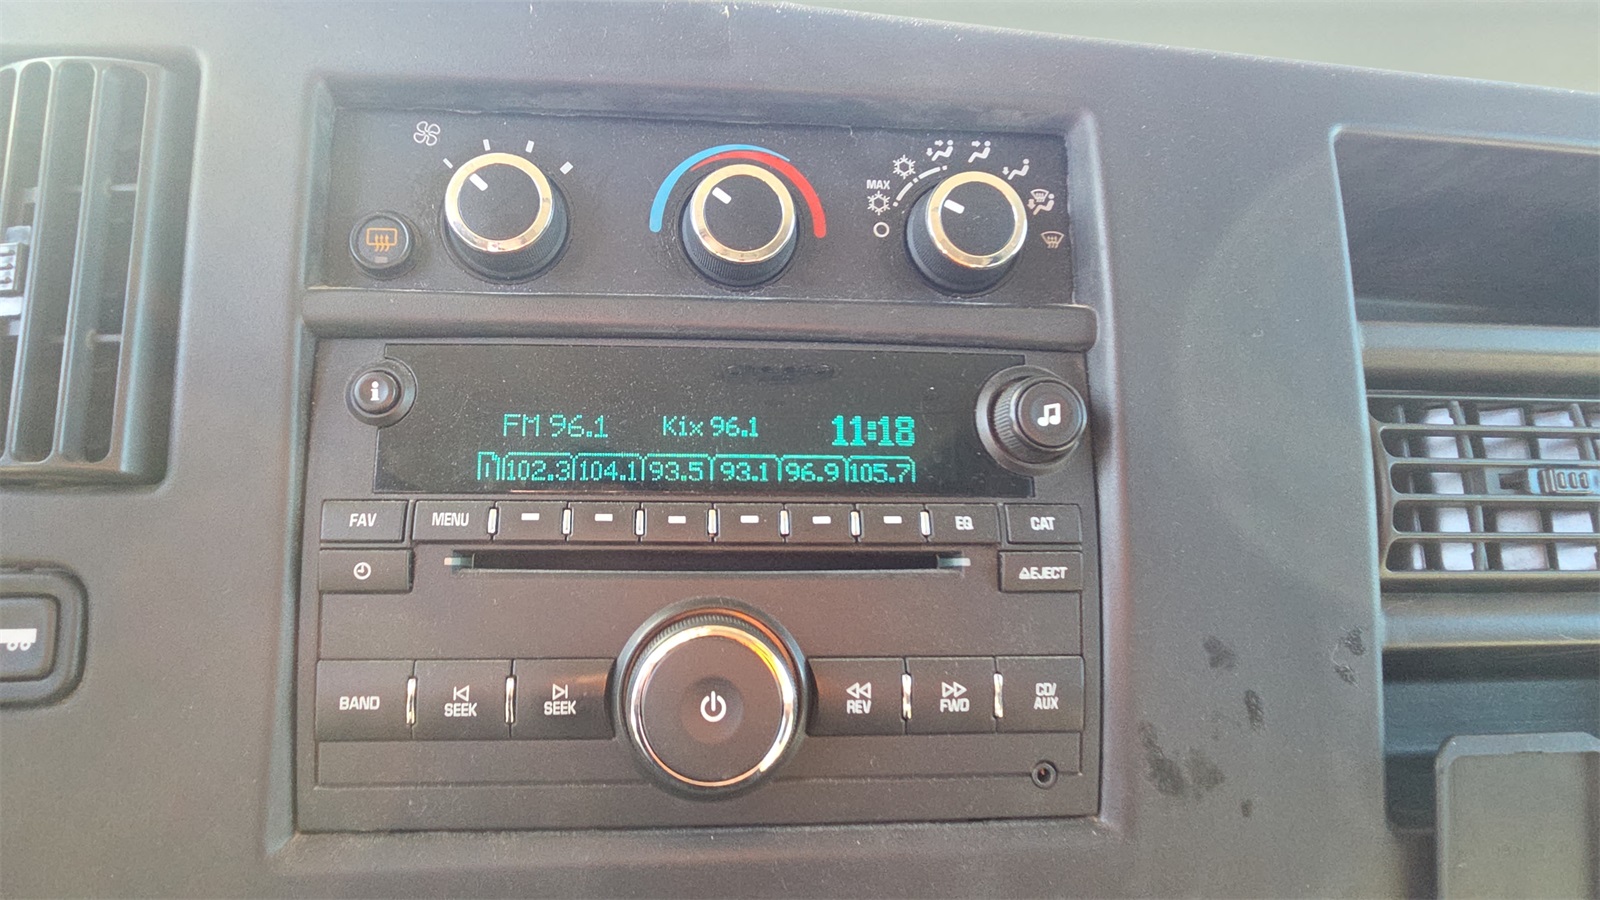 MAX
FM 96.1 Kix 96.1 11:18
1 102.3 104.1 93.5 93.1 96.9 105.7
i
FAV MENU EQ CAT
EJECT
BAND SEEK SEEK REV FWD CD/
AUX